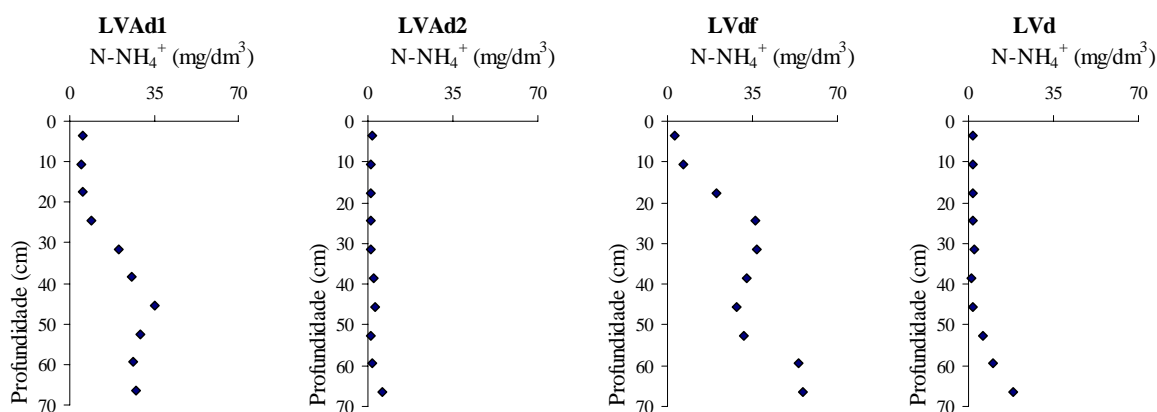 LVAd1 LVAd2 LVdf LVd
N-NH4+ (mg/dm3) N-NH4+ (mg/dm3) N-NH4+ (mg/dm3) N-NH4+ (mg/dm3)
0 35 70 0 35 70 0 35 70 0 35 70
0 0 0 0
10 10 10 10
20 20 20 20
30 30 30 30
40 40 40 40
50 50 50 50
60 60 60 60
70 70 70 70
Profundidade (cm) Profundidade (cm) Profundidade (cm) Profundidade (cm)